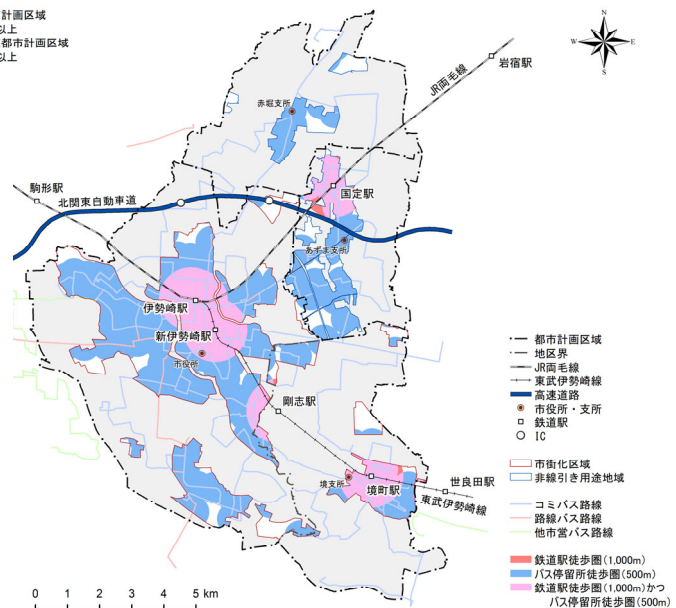 計画区域
以上
都市計画区域
以上
N
W
E
S
岩宿駅
JR両毛線
赤堀支所
国定駅
駒形駅
北関東自動車道
あずま支所
伊勢崎駅
新伊勢崎駅
市役所
剛志駅
境支所
境町駅
世良田駅
東武伊勢崎線
都市計画区域
地区界
JR両毛線
東武伊勢崎線
高速道路
市役所・支所
鉄道駅
IC
市街化区域
非線引き用途地域
コミバス路線
路線バス路線
他市営バス路線
鉄道駅徒歩圏(1,000m)
バス停留所徒歩圏(500m)
鉄道駅徒歩圏(1,000m)かつ
バス停留所徒歩圏(500m)
0 1 2 3 4 5 km